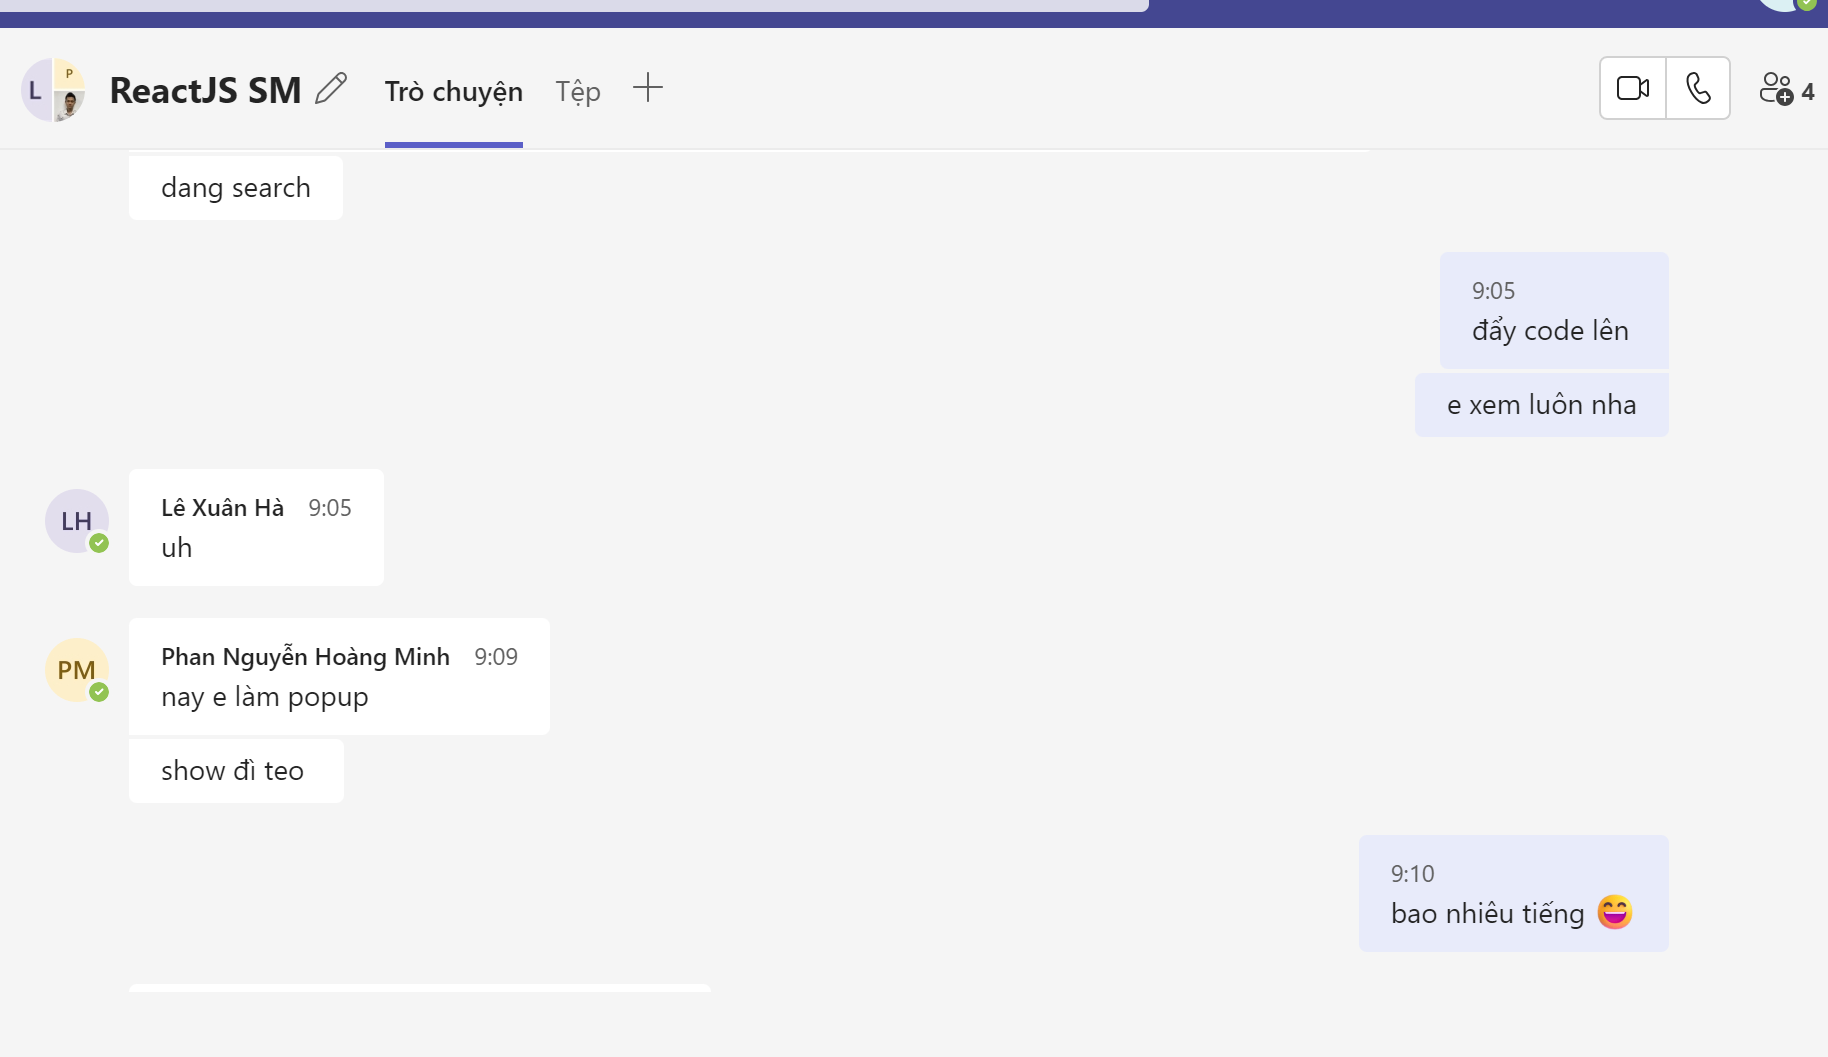 L
P
ReactJS SM
Trò chuyện
Tệp
4
dang search
9:05
đẩy code lên
e xem luôn nha
LH
Lê Xuân Hà 9:05
uh
PM
Phan Nguyễn Hoàng Minh 9:09
nay e làm popup
show đì teo
9:10
bao nhiêu tiếng 😄